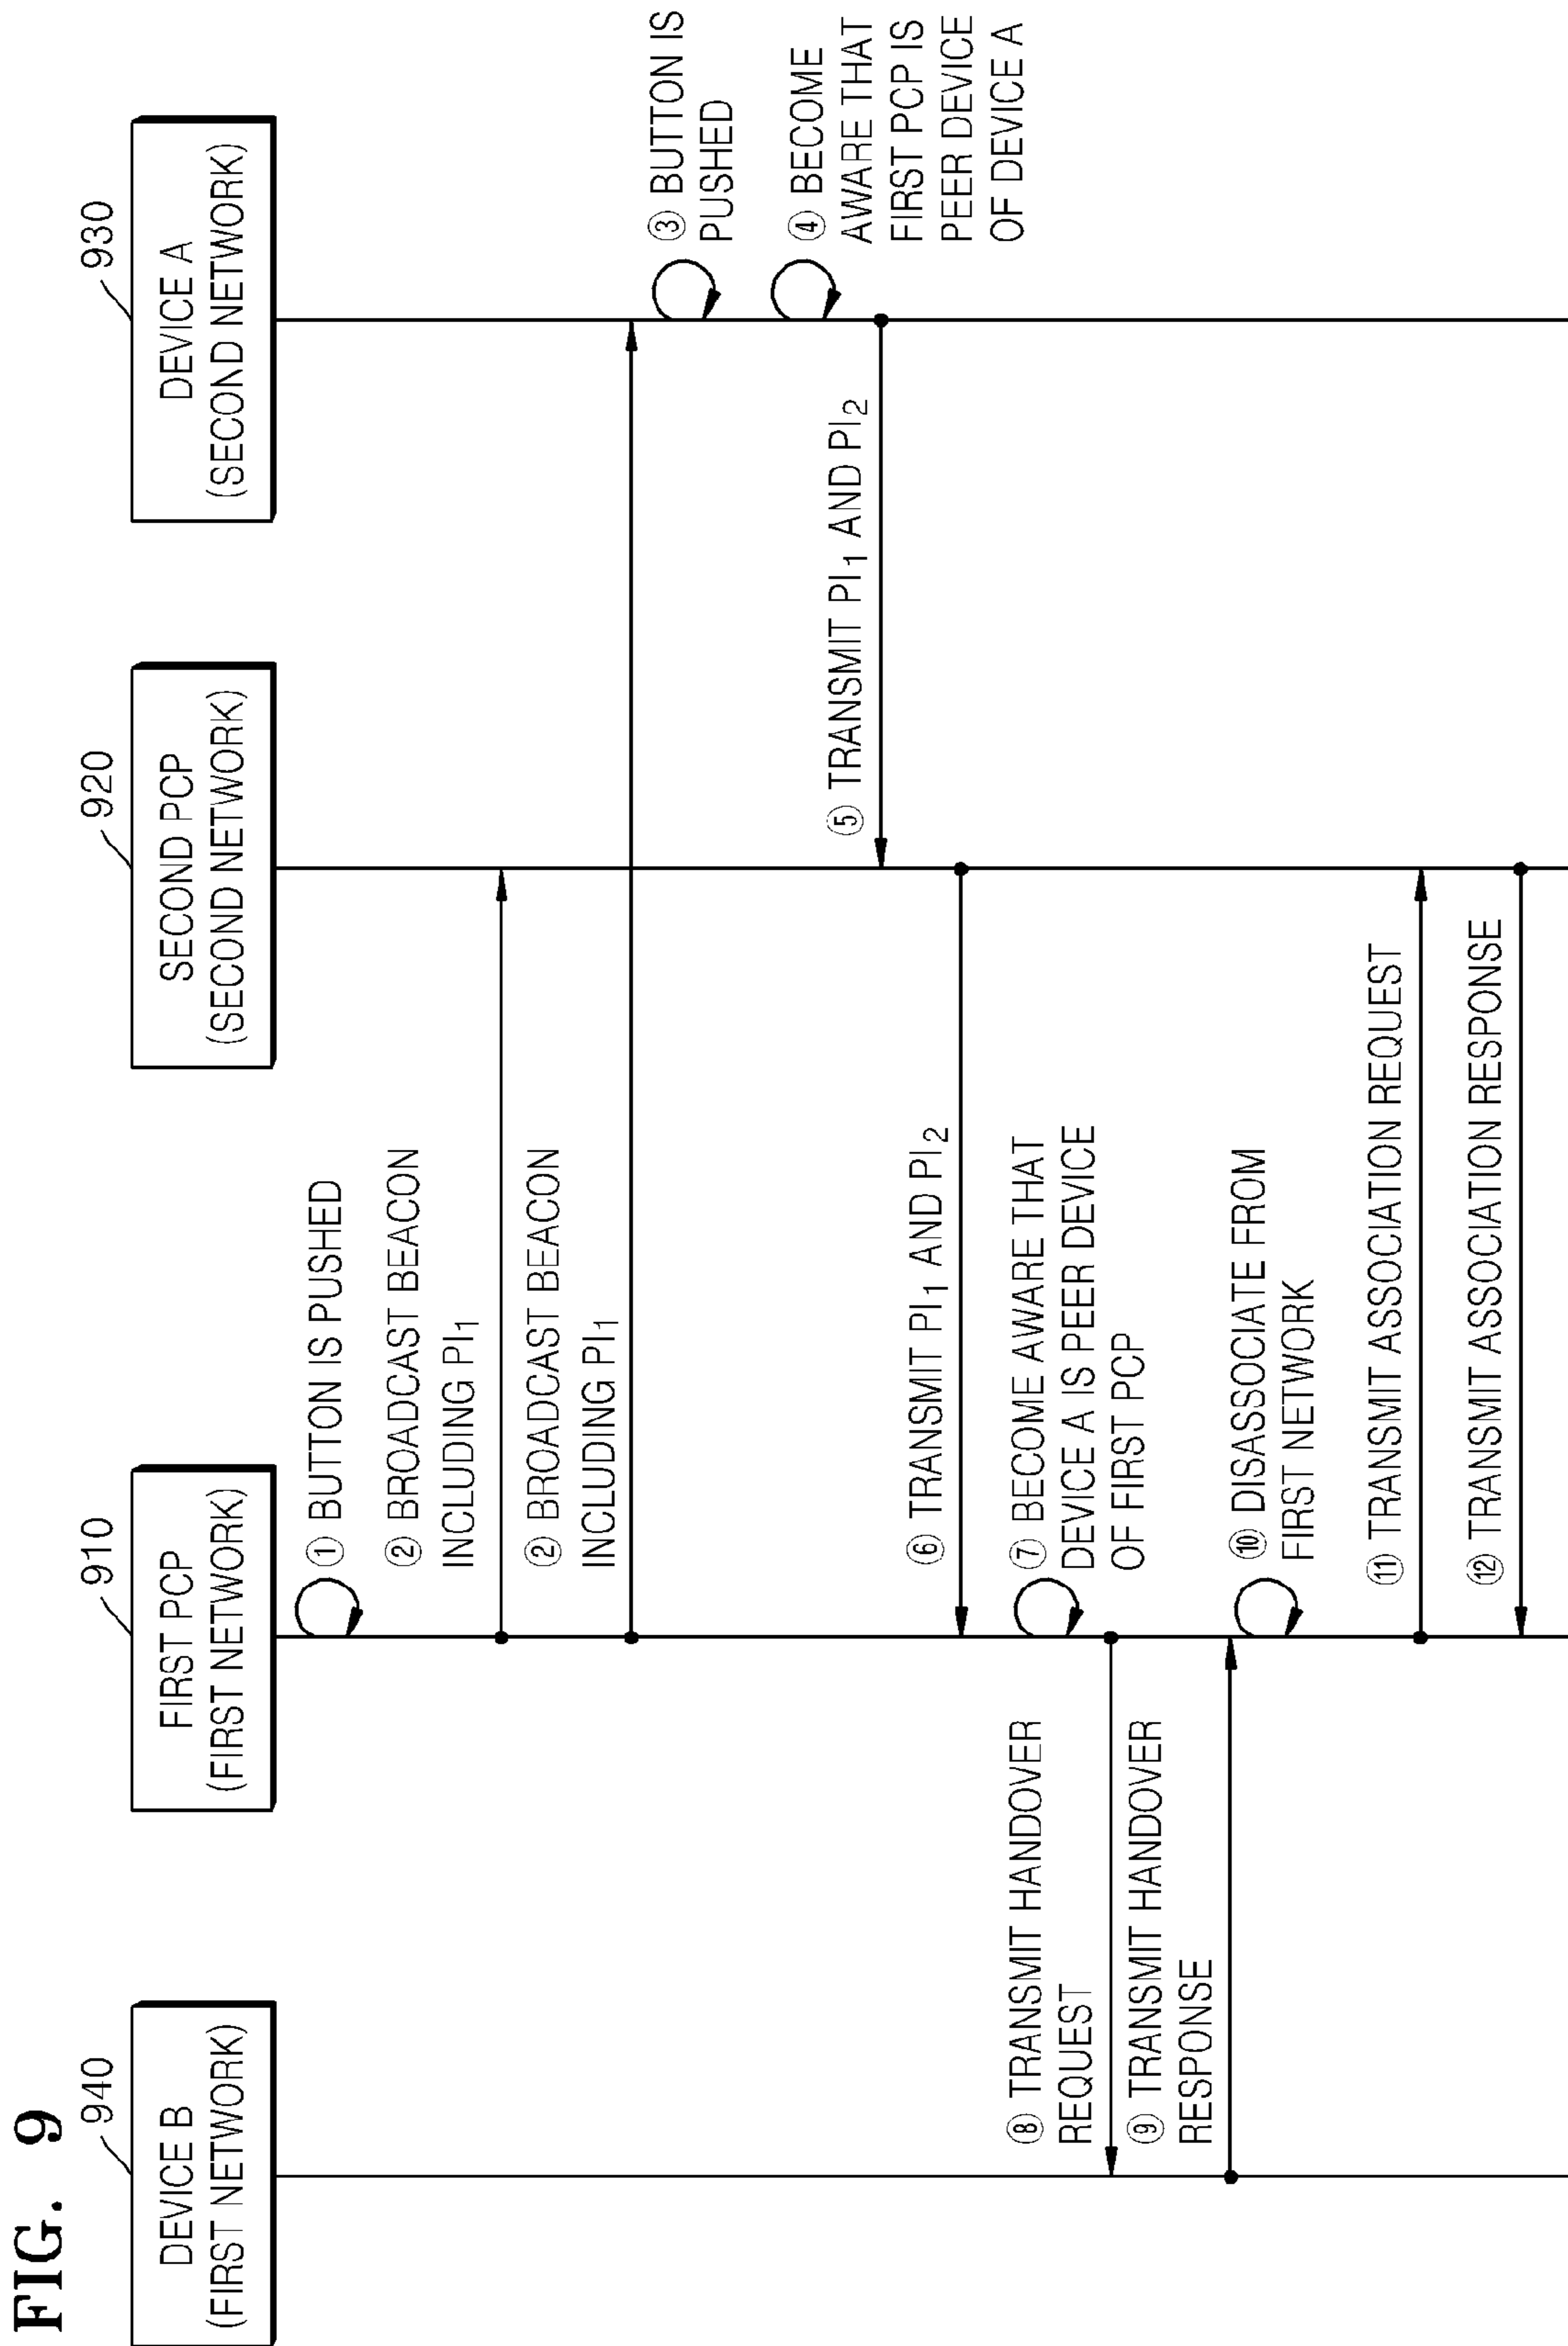 FIG. 9
940
DEVICE B
(FIRST NETWORK)
910
FIRST PCP
(FIRST NETWORK)
920
SECOND PCP
(SECOND NETWORK)
930
DEVICE A
(SECOND NETWORK)
① BUTTON IS PUSHED
② BROADCAST BEACON
INCLUDING PI₁
② BROADCAST BEACON
INCLUDING PI₁
③ BUTTON IS
PUSHED
④ BECOME
AWARE THAT
FIRST PCP IS
PEER DEVICE
OF DEVICE A
⑤ TRANSMIT PI₁ AND PI₂
⑥ TRANSMIT PI₁ AND PI₂
⑦ BECOME AWARE THAT
DEVICE A IS PEER DEVICE
OF FIRST PCP
⑧ TRANSMIT HANDOVER
REQUEST
⑨ TRANSMIT HANDOVER
RESPONSE
⑩ DISASSOCIATE FROM
FIRST NETWORK
⑪ TRANSMIT ASSOCIATION REQUEST
⑫ TRANSMIT ASSOCIATION RESPONSE